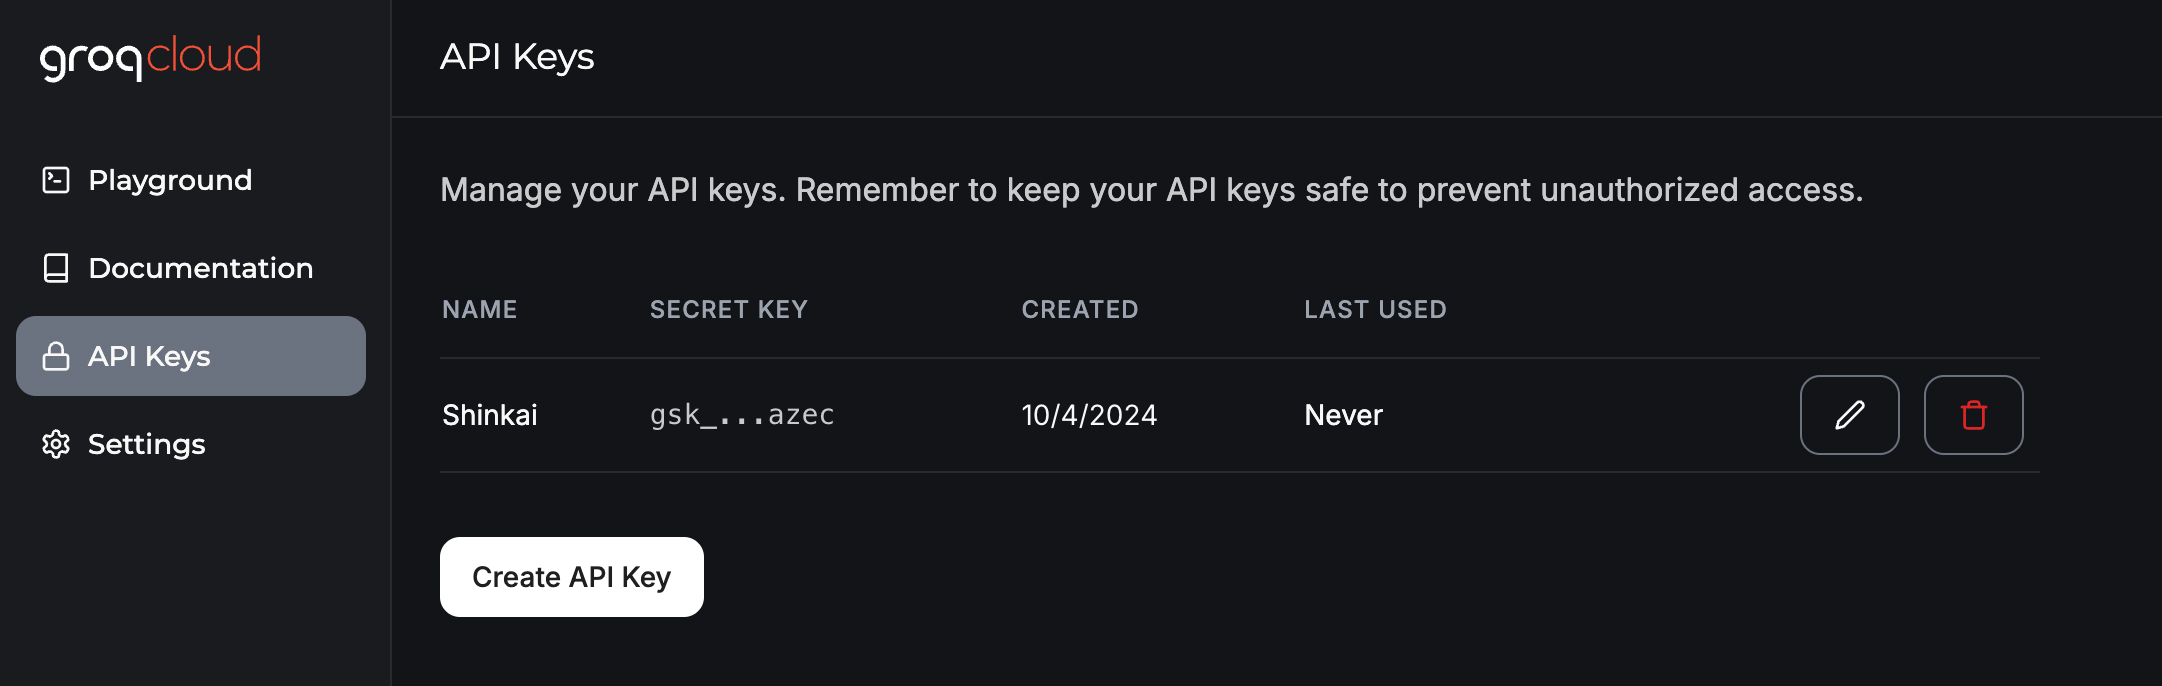 groqcloud
Playground
Documentation
API Keys
Settings
API Keys
Manage your API keys. Remember to keep your API keys safe to prevent unauthorized access.
NAME SECRET KEY CREATED LAST USED
Shinkai gsk_...azec 10/4/2024 Never
Create API Key